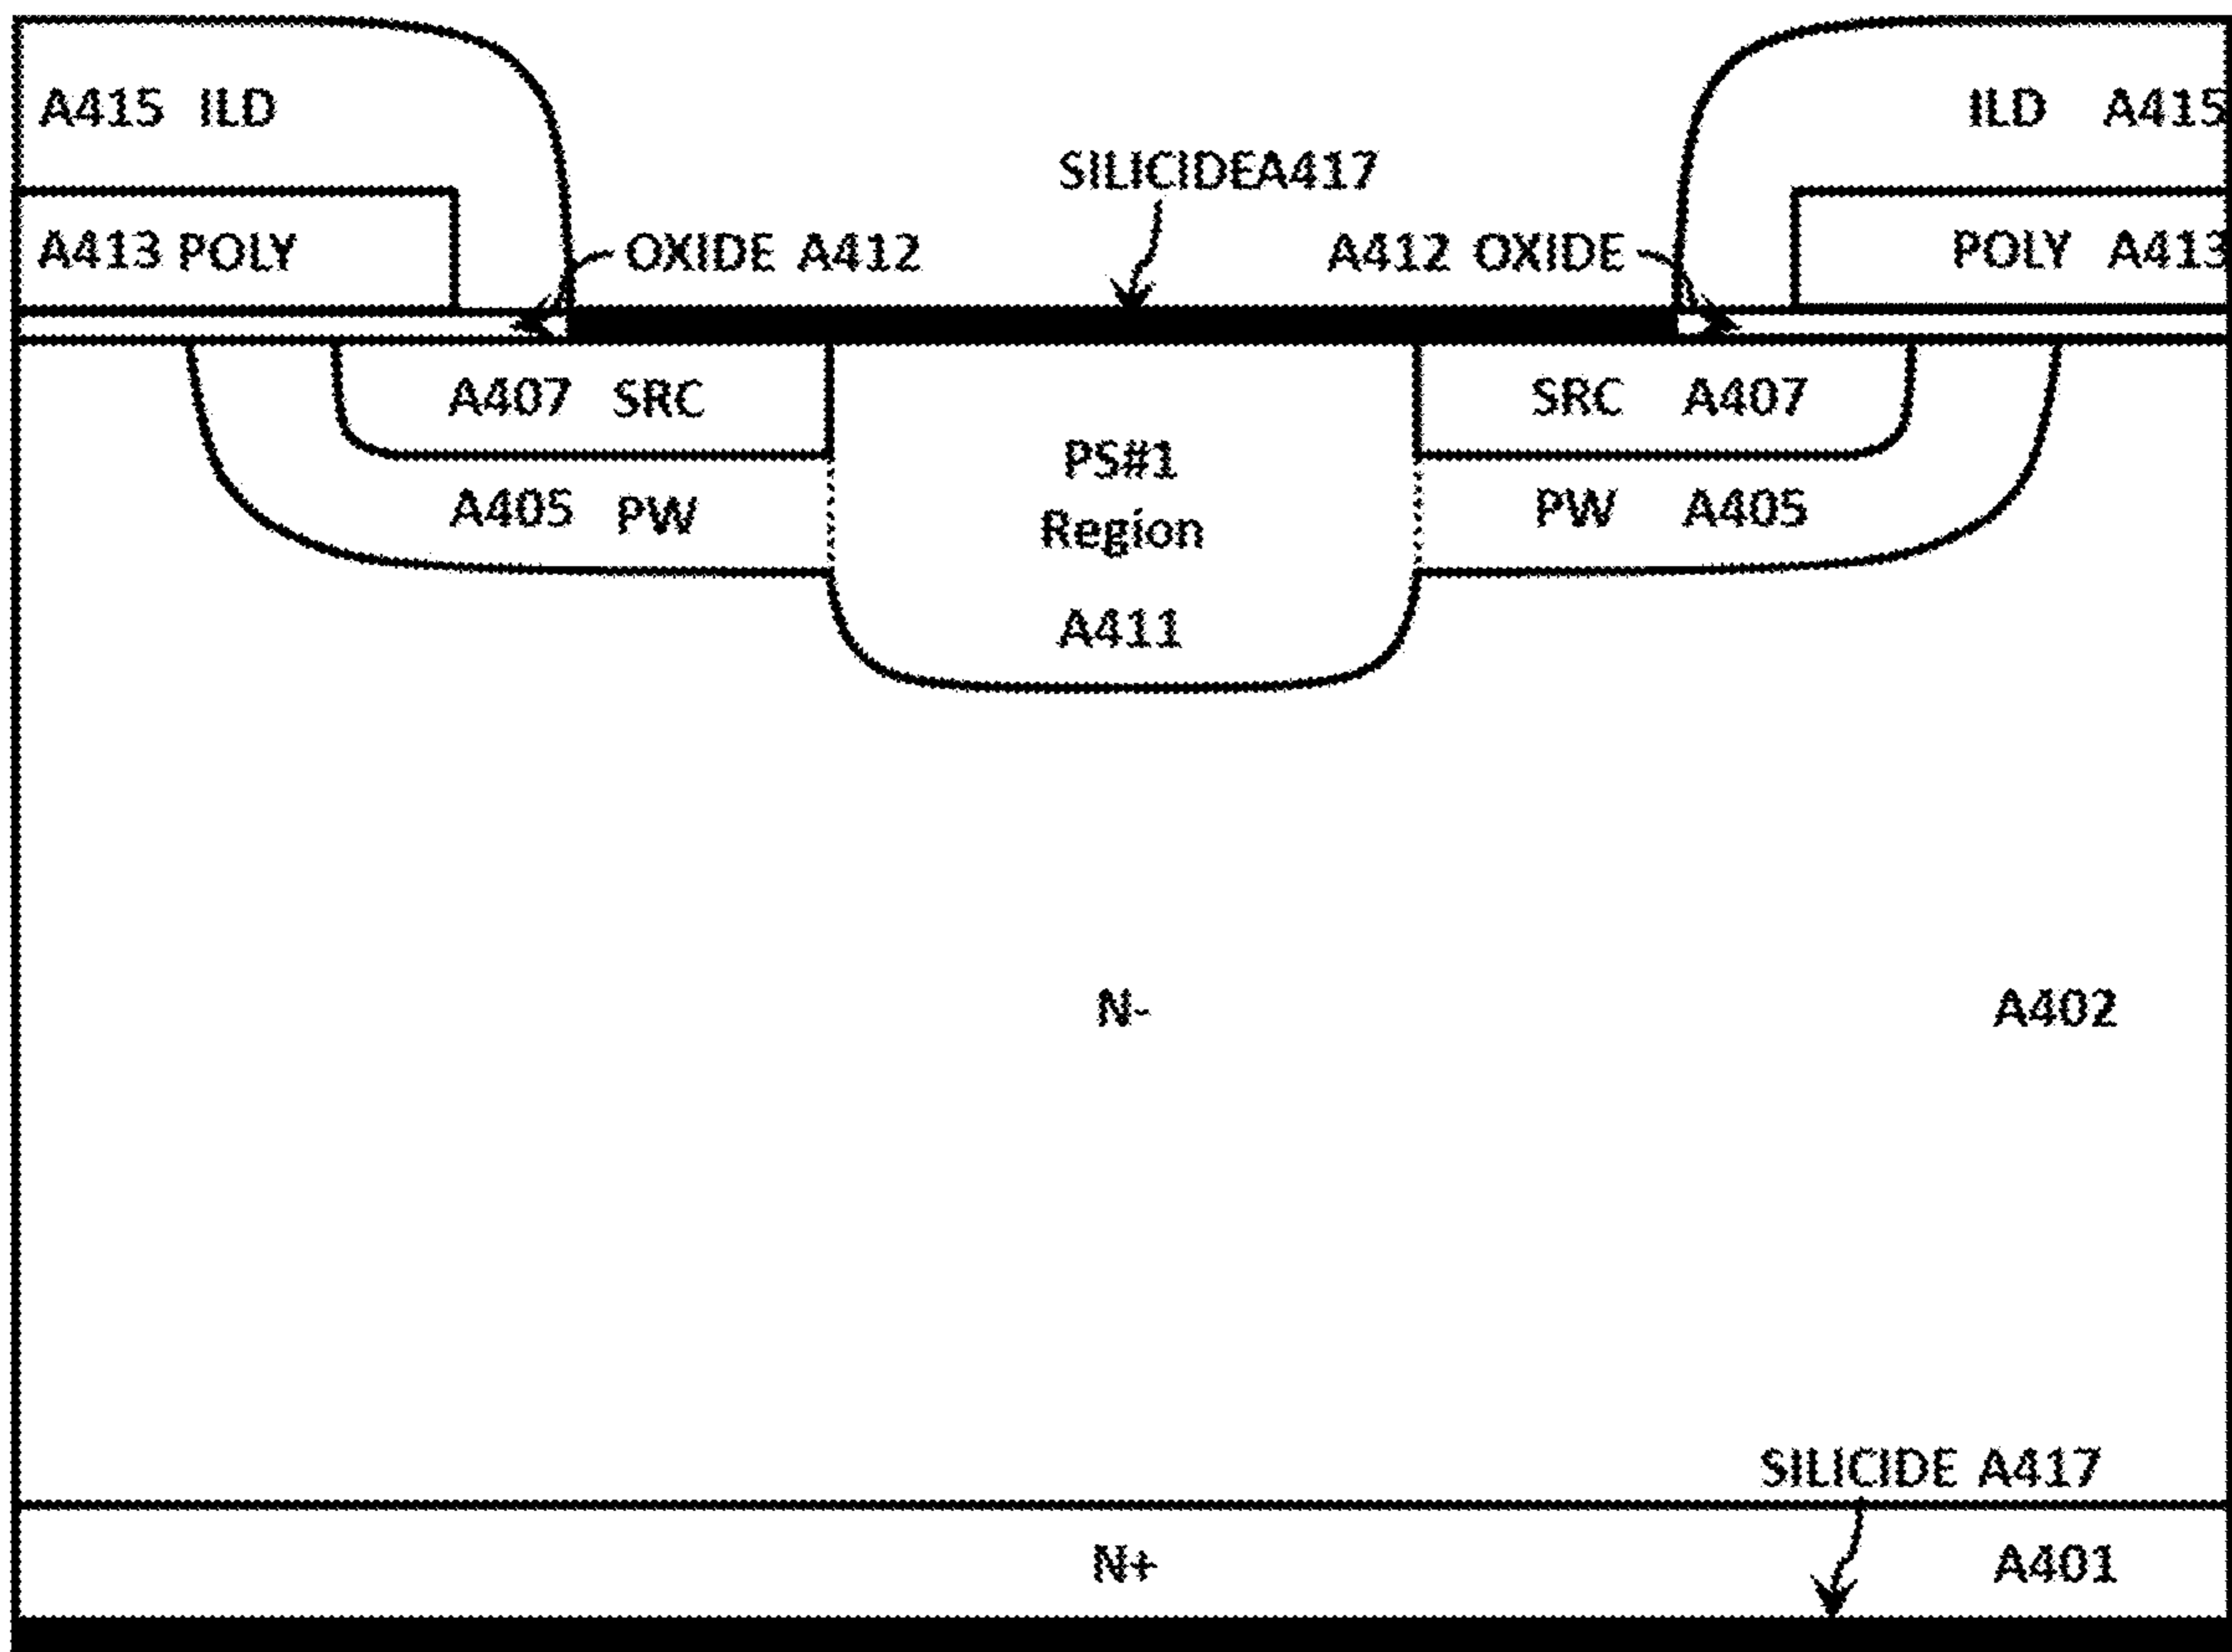 A415 ILD
ILD A415
SILICIDEA417
A413 POLY
OXIDE A412
A412 OXIDE
POLY A413
A407 SRC
SRC A407
PS#1
Region
A411
A405 PW
PW A405
N-
A402
SILICIDE A417
N+
A401